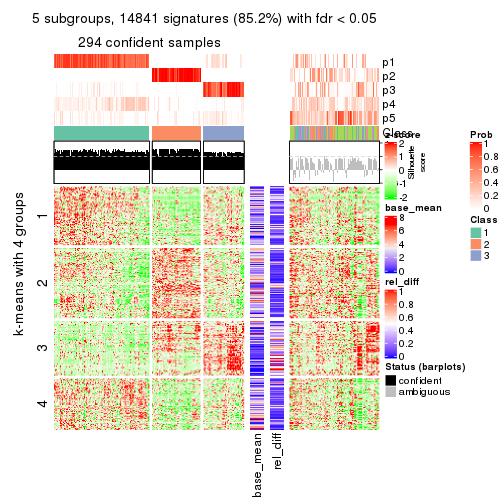 5 subgroups, 14841 signatures (85.2%) with fdr < 0.05
294 confident samples
p1
p2
p3
p4
p5
Class
k-means with 4 groups
1
2
3
4
base_mean
rel_diff
z-score
2
1
0
-1
-2
Silhouette
score
base_mean
8
6
4
2
0
rel_diff
1
0.8
0.6
0.4
0.2
0
Status (barplots)
confident
ambiguous
Prob
1
0.8
0.6
0.4
0.2
0
Class
1
2
3